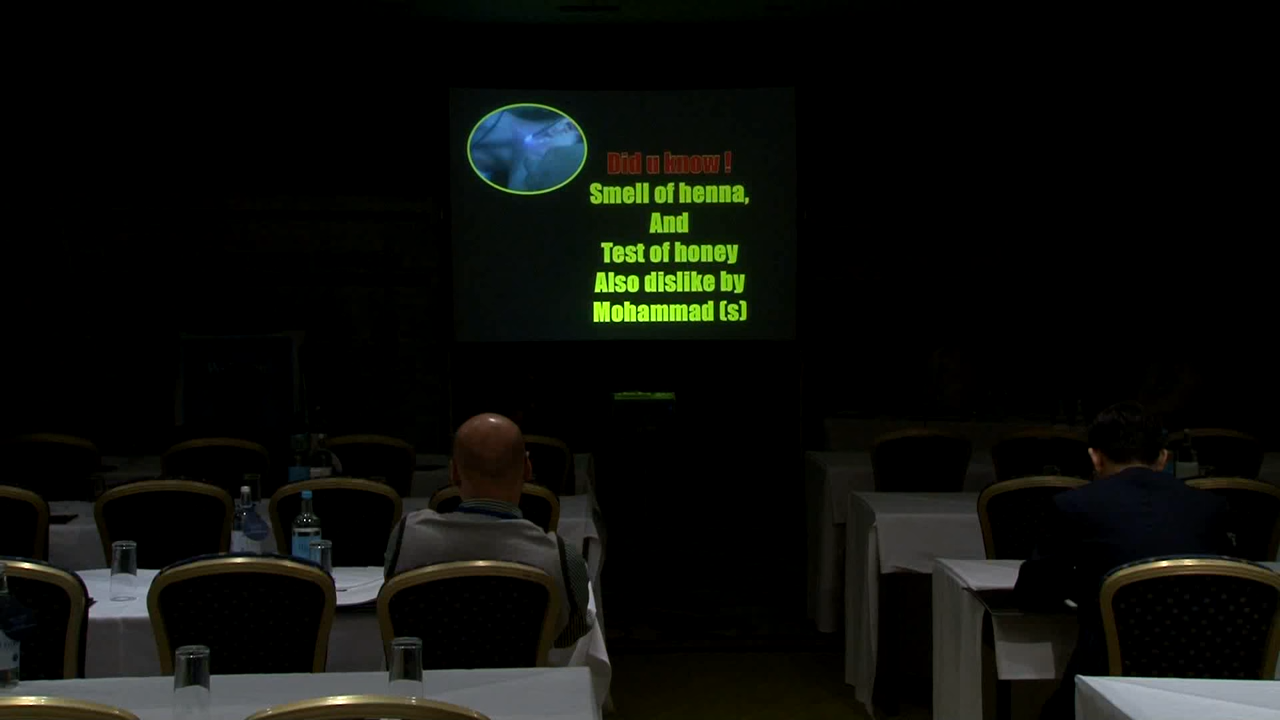 Did u know !
Smell of henna,
And
Test of honey
Also dislike by
Mohammad (s)